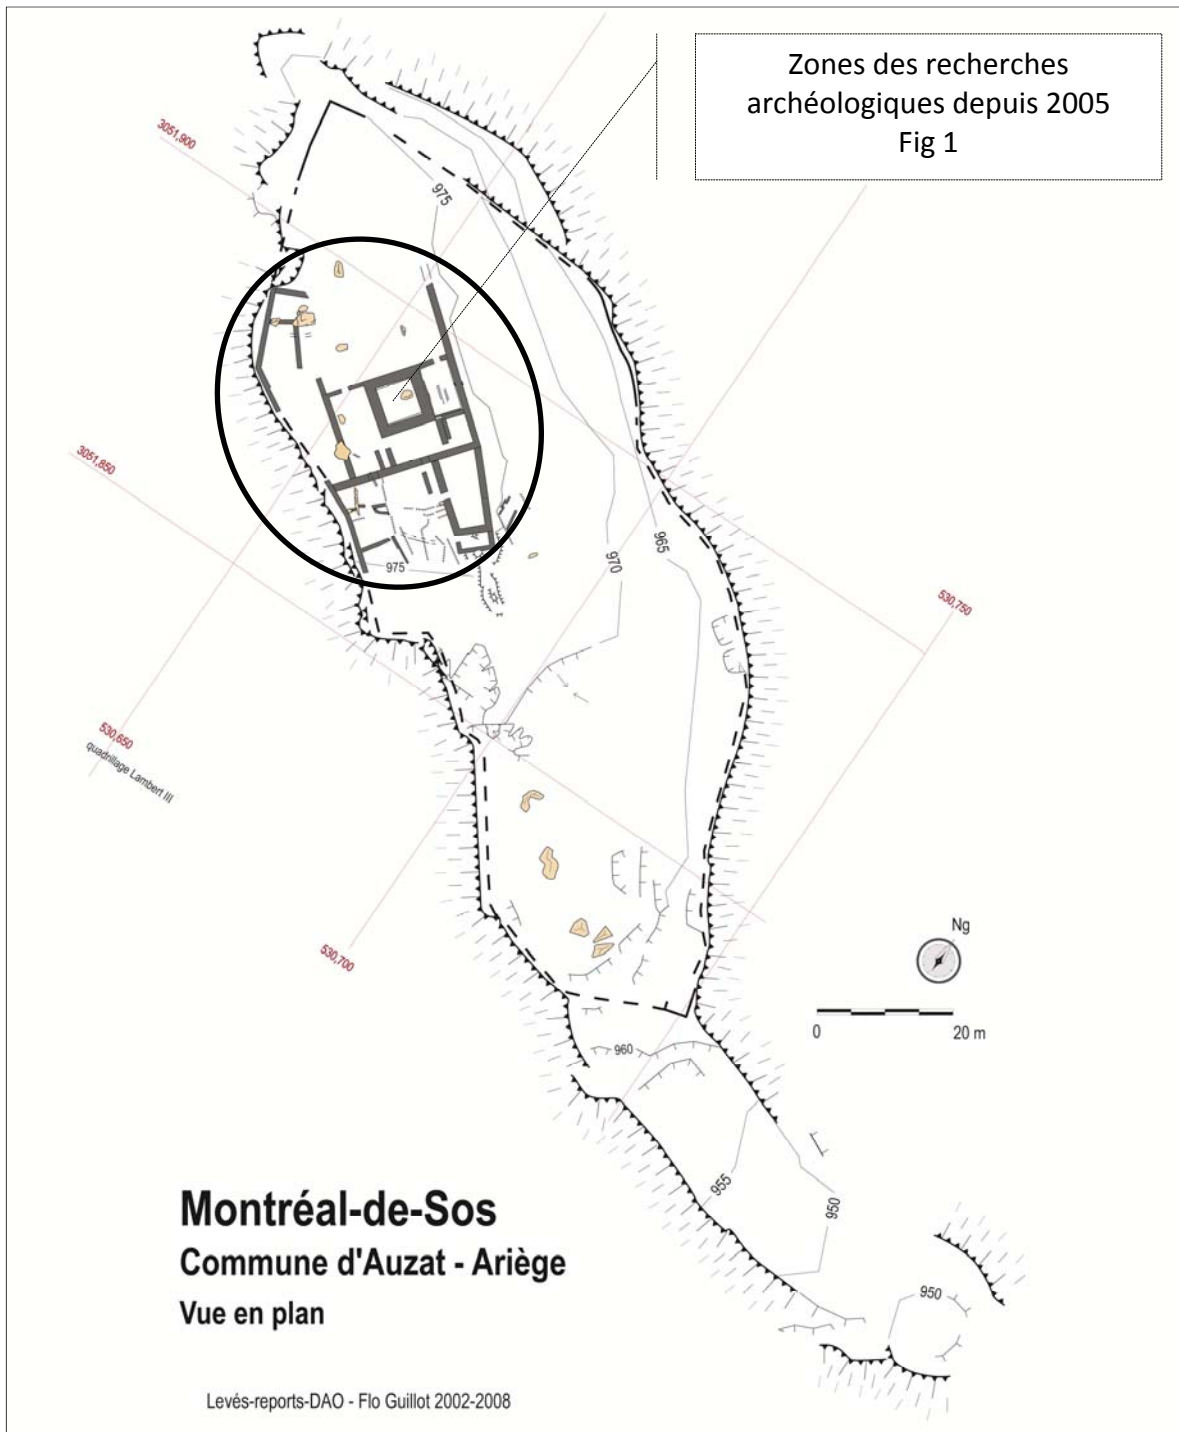 Zones des recherches
archéologiques depuis 2005
Fig 1
3051,900
975
3051,850
975
970
965
530,750
530,650
quadrillage Lambert III
530,700
Ng
0 20 m
960
955
950
950
Montréal-de-Sos
Commune d'Auzat - Ariège
Vue en plan
Levés-reports-DAO - Flo Guillot 2002-2008